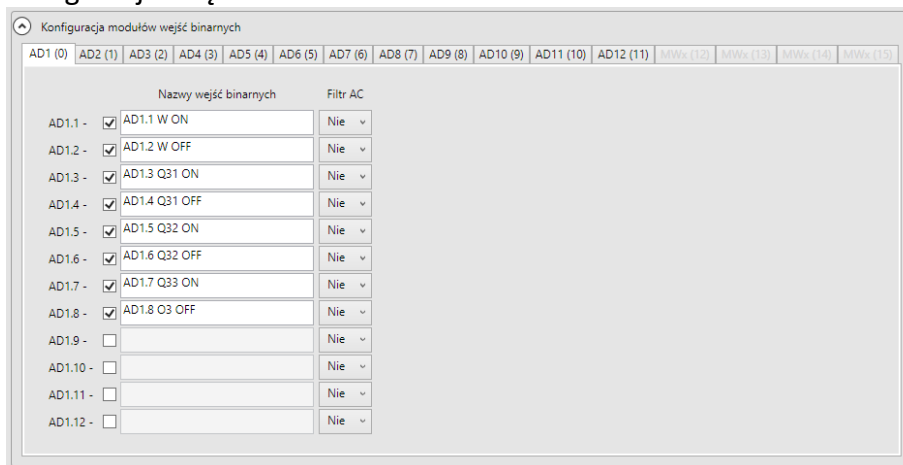 Konfiguracja modułów wejść binarnych
AD1 (0) AD2 (1) AD3 (2) AD4 (3) AD5 (4) AD6 (5) AD7 (6) AD8 (7) AD9 (8) AD10 (9) AD11 (10) AD12 (11) MWx (12) MWx (13) MWx (14) MWx (15)
Nazwy wejść binarnych Filtr AC
AD1.1 - AD1.1 W ON Nie
AD1.2 - AD1.2 W OFF Nie
AD1.3 - AD1.3 Q31 ON Nie
AD1.4 - AD1.4 Q31 OFF Nie
AD1.5 - AD1.5 Q32 ON Nie
AD1.6 - AD1.6 Q32 OFF Nie
AD1.7 - AD1.7 Q33 ON Nie
AD1.8 - AD1.8 O3 OFF Nie
AD1.9 - Nie
AD1.10 - Nie
AD1.11 - Nie
AD1.12 - Nie